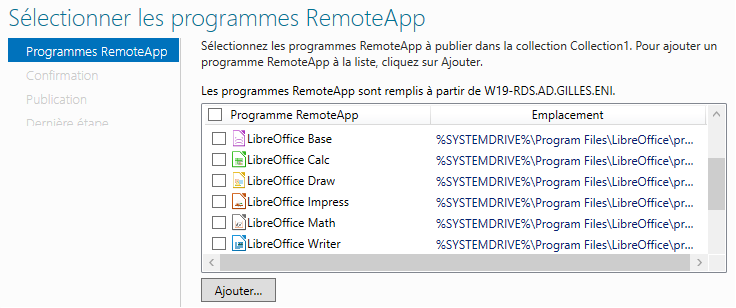 Sélectionner les programmes RemoteApp
Programmes RemoteApp
Confirmation
Publication
Dernière étape
Sélectionnez les programmes RemoteApp à publier dans la collection Collection1. Pour ajouter un
programme RemoteApp à la liste, cliquez sur Ajouter.
Les programmes RemoteApp sont remplis à partir de W19-RDS.AD.GILLES.ENI.
Programme RemoteApp Emplacement
LibreOffice Base %SYSTEMDRIVE%\Program Files\LibreOffice\pr...
LibreOffice Calc %SYSTEMDRIVE%\Program Files\LibreOffice\pr...
LibreOffice Draw %SYSTEMDRIVE%\Program Files\LibreOffice\pr...
LibreOffice Impress %SYSTEMDRIVE%\Program Files\LibreOffice\pr...
LibreOffice Math %SYSTEMDRIVE%\Program Files\LibreOffice\pr...
LibreOffice Writer %SYSTEMDRIVE%\Program Files\LibreOffice\pr...
Ajouter...